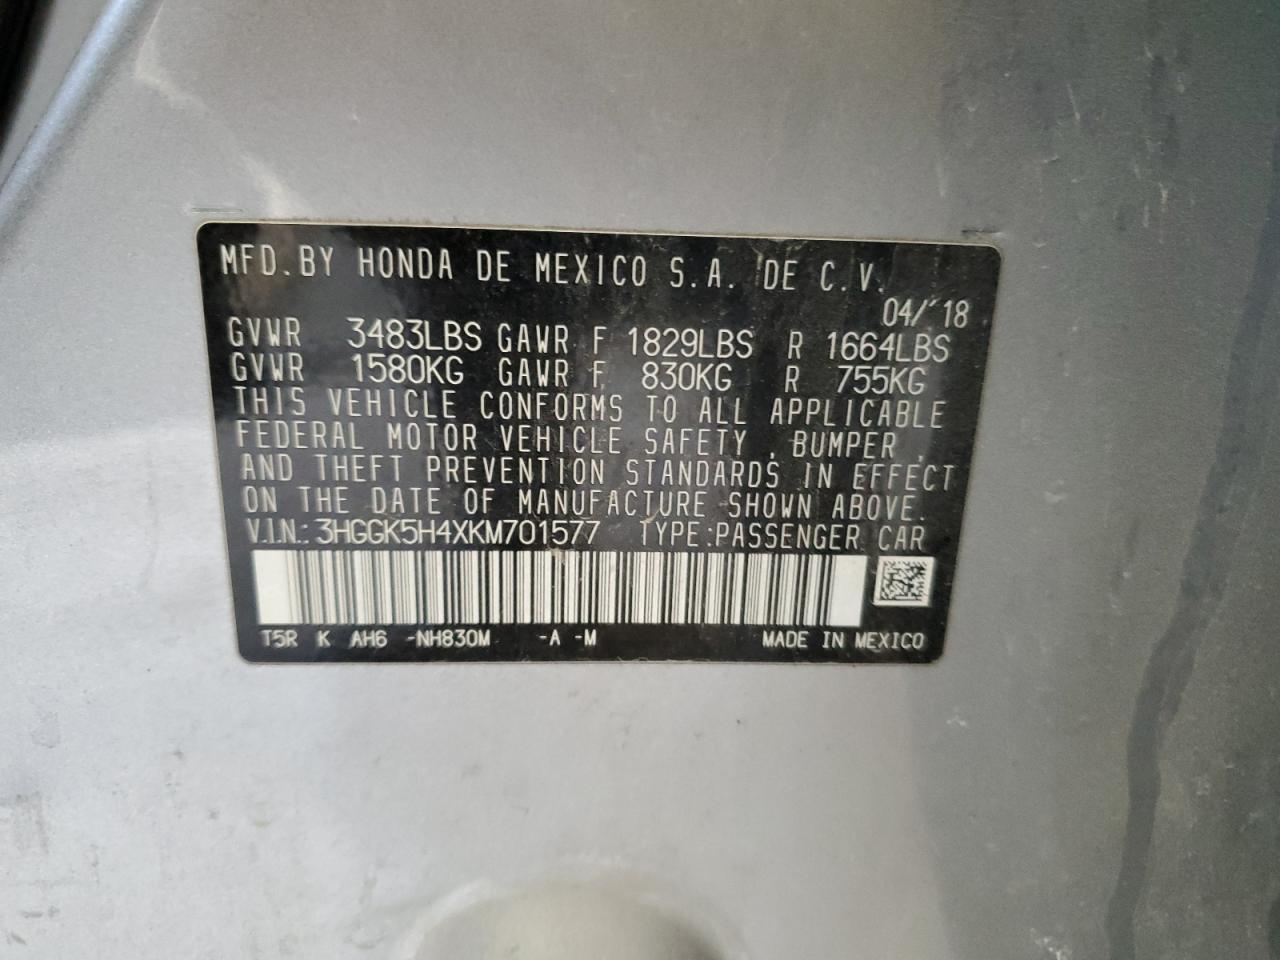 MFD. BY HONDA DE MEXICO S.A. DE C.V.
04/'18
GVWR 3483LBS GAWR F 1829LBS R 1664LBS
GVWR 1580KG GAWR F 830KG R 755KG
THIS VEHICLE CONFORMS TO ALL APPLICABLE
FEDERAL MOTOR VEHICLE SAFETY, BUMPER,
AND THEFT PREVENTION STANDARDS IN EFFECT
ON THE DATE OF MANUFACTURE SHOWN ABOVE.
V.I.N.: 3HGGK5H4XKM701577 TYPE:PASSENGER CAR
T5R K AH6 -NH830M -A -M MADE IN MEXICO